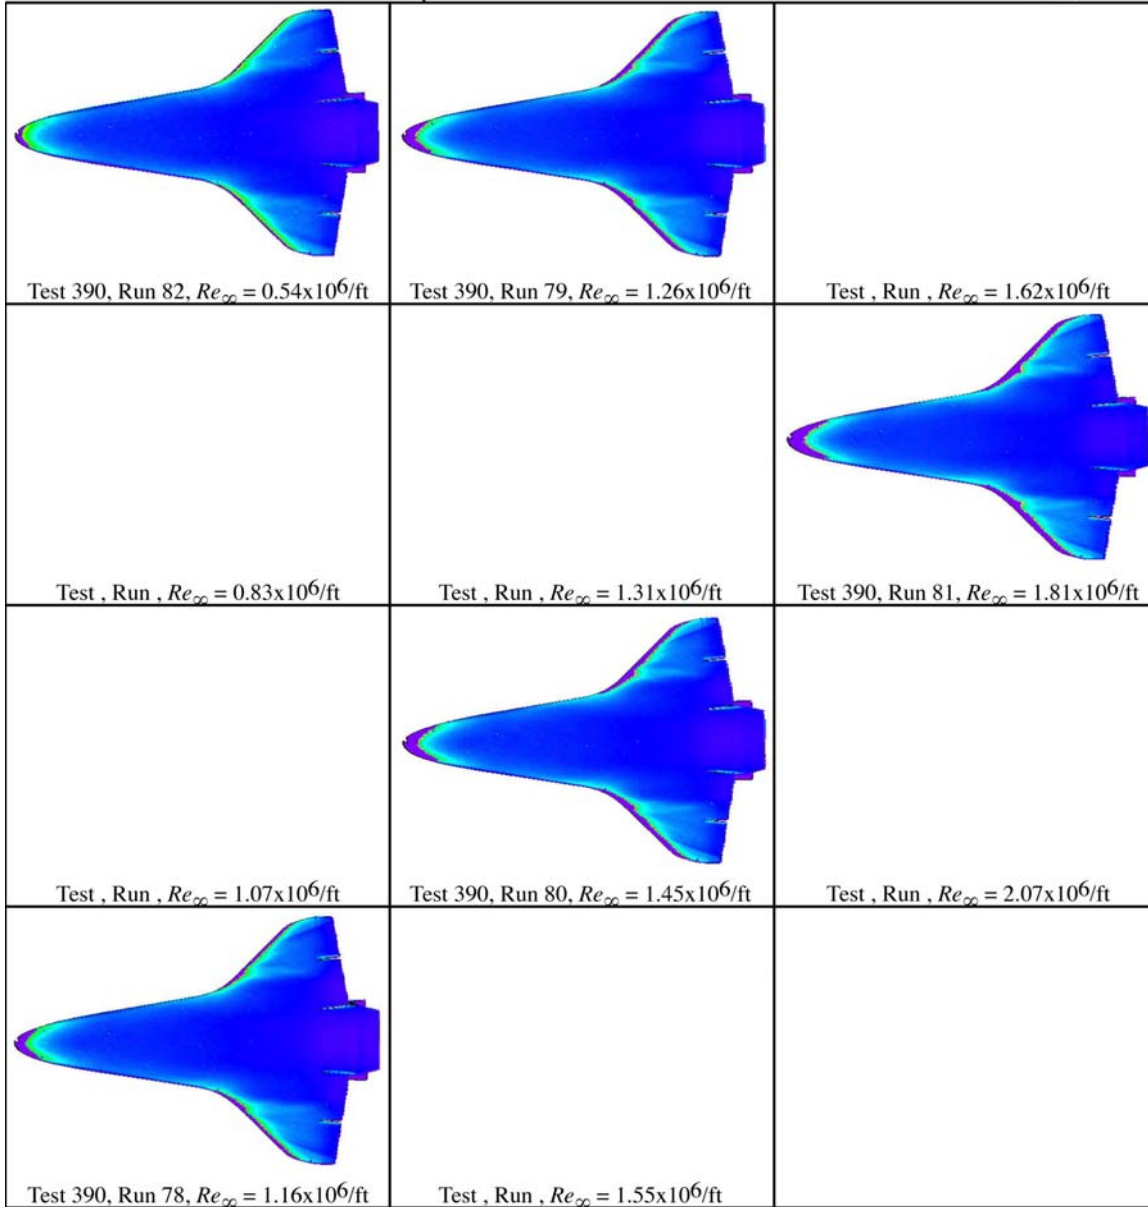 Test 390, Run 82, Re∞ = 0.54x10⁶/ft
Test 390, Run 79, Re∞ = 1.26x10⁶/ft
Test , Run , Re∞ = 1.62x10⁶/ft
Test , Run , Re∞ = 0.83x10⁶/ft
Test , Run , Re∞ = 1.31x10⁶/ft
Test 390, Run 81, Re∞ = 1.81x10⁶/ft
Test , Run , Re∞ = 1.07x10⁶/ft
Test 390, Run 80, Re∞ = 1.45x10⁶/ft
Test , Run , Re∞ = 2.07x10⁶/ft
Test 390, Run 78, Re∞ = 1.16x10⁶/ft
Test , Run , Re∞ = 1.55x10⁶/ft